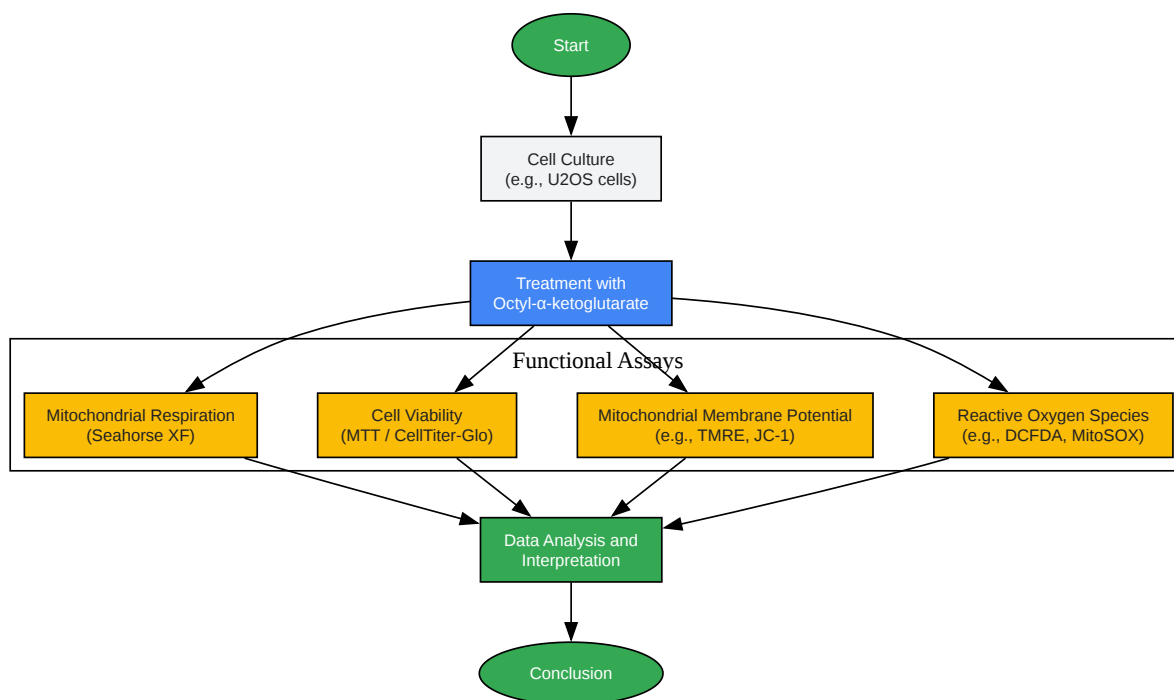 Start
Cell Culture
(e.g., U2OS cells)
Treatment with
Octyl-α-ketoglutarate
Functional Assays
Mitochondrial Respiration
(Seahorse XF)
Cell Viability
(MTT / CellTiter-Glo)
Mitochondrial Membrane Potential
(e.g., TMRE, JC-1)
Reactive Oxygen Species
(e.g., DCFDA, MitoSOX)
Data Analysis and
Interpretation
Conclusion